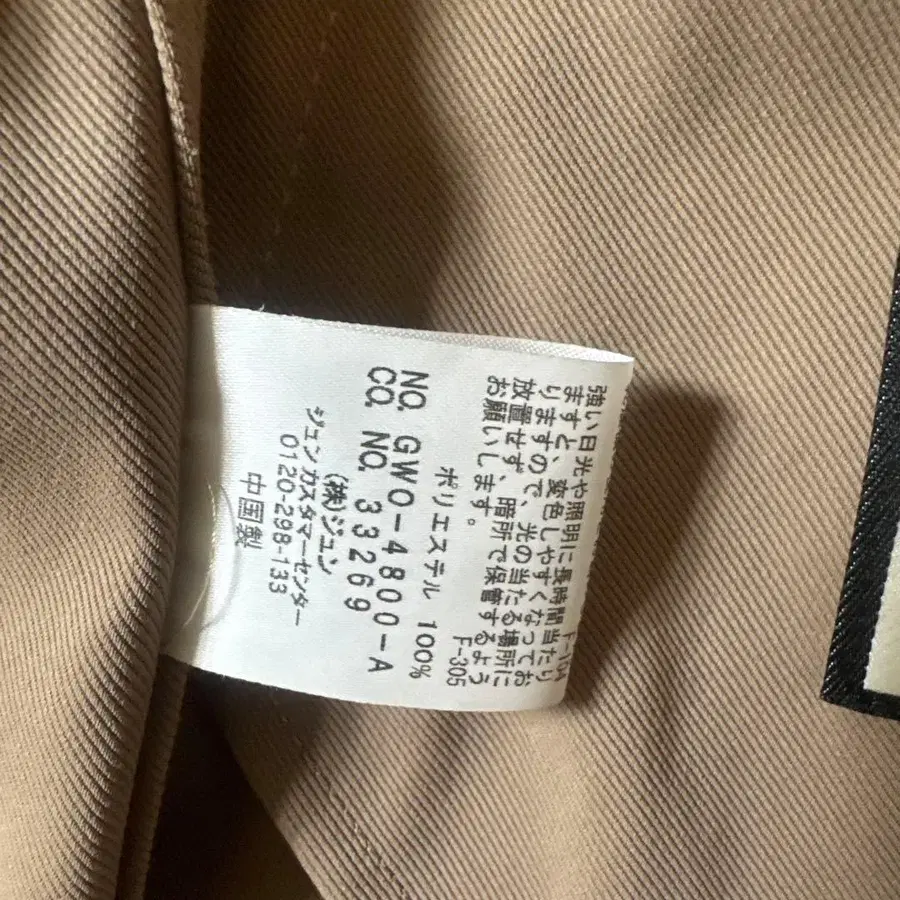 強い日光や照明に長時間当たり
ますと、変色しやすくなってお
りますので、光の当たる場所に
放置せず、暗所で保管するよう
お願いします。 F-305
ポリエステル 100%
NO. GWO-4800-A
CO. NO. 33269
(株)ジュン
ジュンカスタマーセンター
0120-298-133
中国製